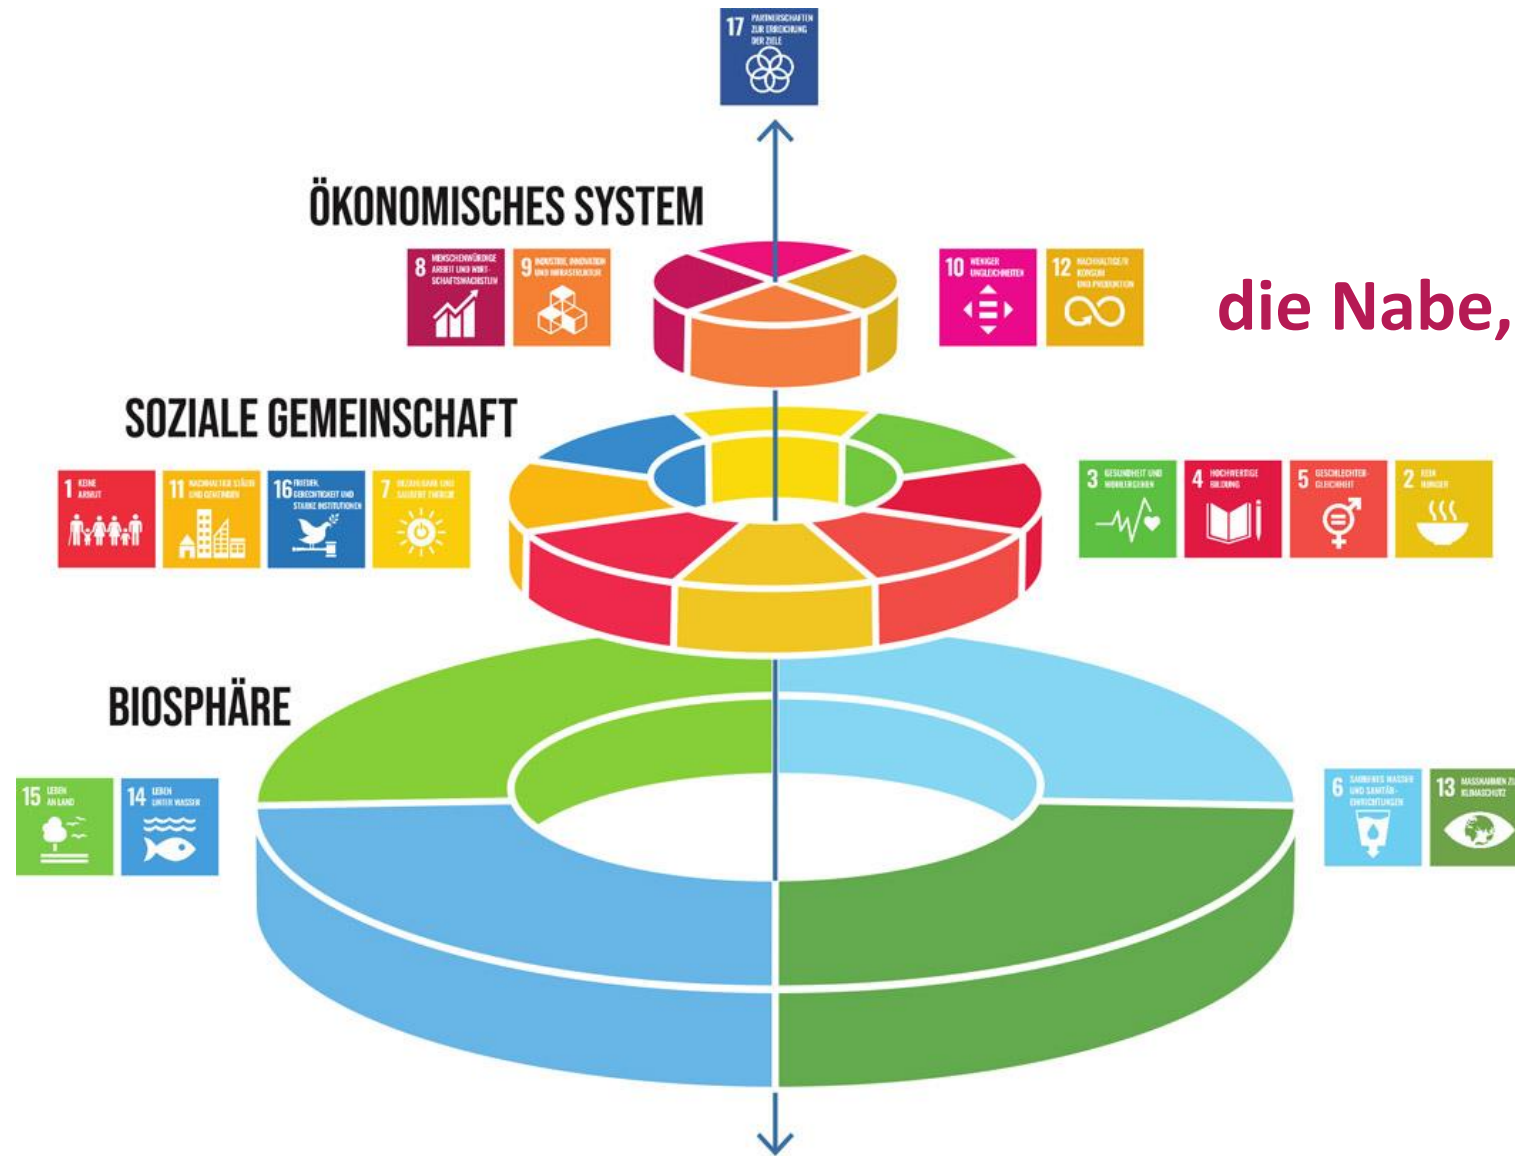 17 PARTNERSCHAFTEN
ZUR ERREICHUNG
DER ZIELE
ÖKONOMISCHES SYSTEM
8 MENSCHENWÜRDIGE
ARBEIT UND WIRT-
SCHAFTSWACHSTUM
9 INDUSTRIE, INNOVATION
UND INFRASTRUKTUR
10 WENIGER
UNGLEICHHEITEN
12 NACHHALTIGE/R
KONSUM
UND PRODUKTION
die Nabe,
SOZIALE GEMEINSCHAFT
1 KEINE
ARMUT
11 NACHHALTIGE STÄDTE
UND GEMEINDEN
16 FRIEDEN,
GERECHTIGKEIT UND
STARKE INSTITUTIONEN
7 BEZAHLBARE UND
SAUBERE ENERGIE
3 GESUNDHEIT UND
WOHLERGEHEN
4 HOCHWERTIGE
BILDUNG
5 GESCHLECHTER-
GLEICHHEIT
2 KEIN
HUNGER
BIOSPHÄRE
15 LEBEN
AN LAND
14 LEBEN
UNTER WASSER
6 SAUBERES WASSER
UND SANITÄR-
EINRICHTUNGEN
13 MASSNAHMEN ZU
KLIMASCHUTZ